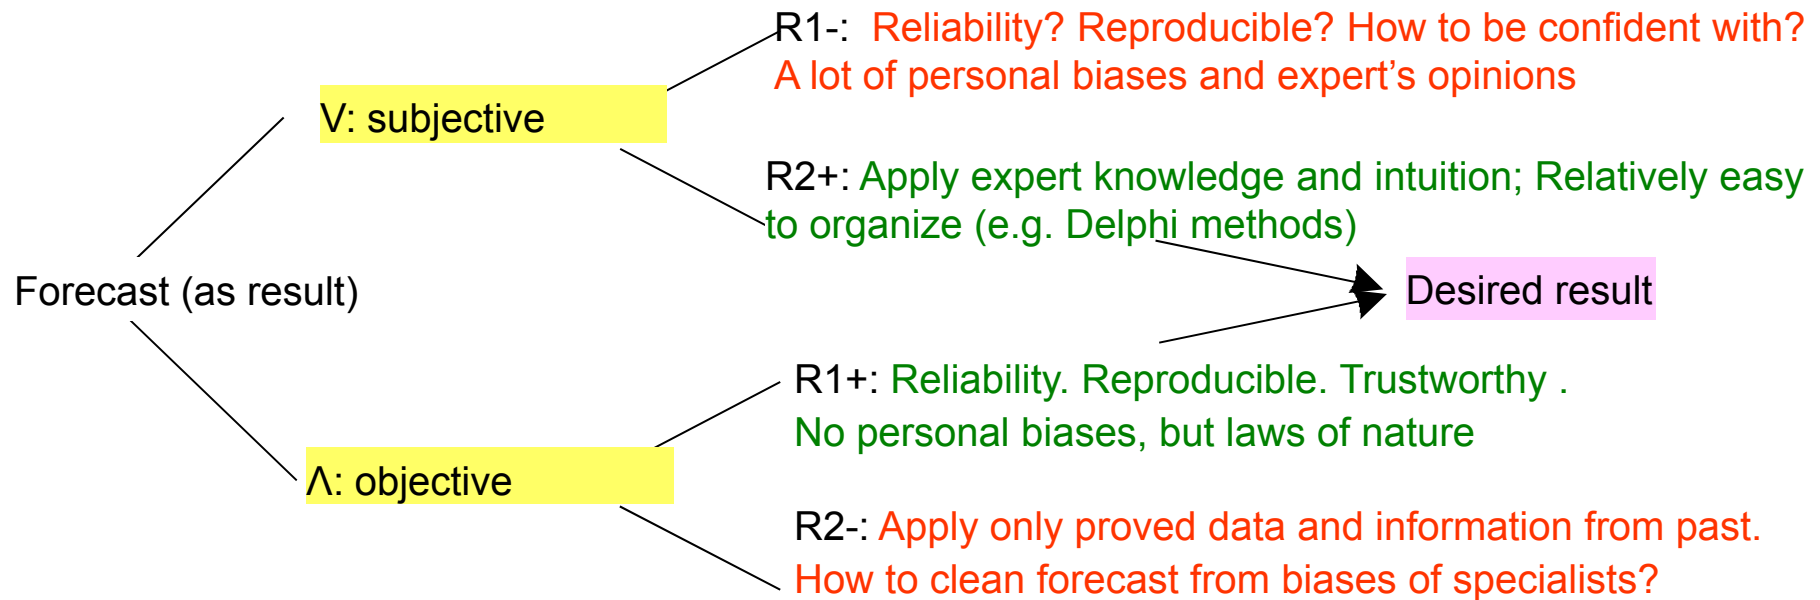 R1-: Reliability? Reproducible? How to be confident with?
A lot of personal biases and expert's opinions
V: subjective
R2+: Apply expert knowledge and intuition; Relatively easy
to organize (e.g. Delphi methods)
Forecast (as result)
Desired result
R1+: Reliability. Reproducible. Trustworthy .
No personal biases, but laws of nature
Λ: objective
R2-: Apply only proved data and information from past.
How to clean forecast from biases of specialists?